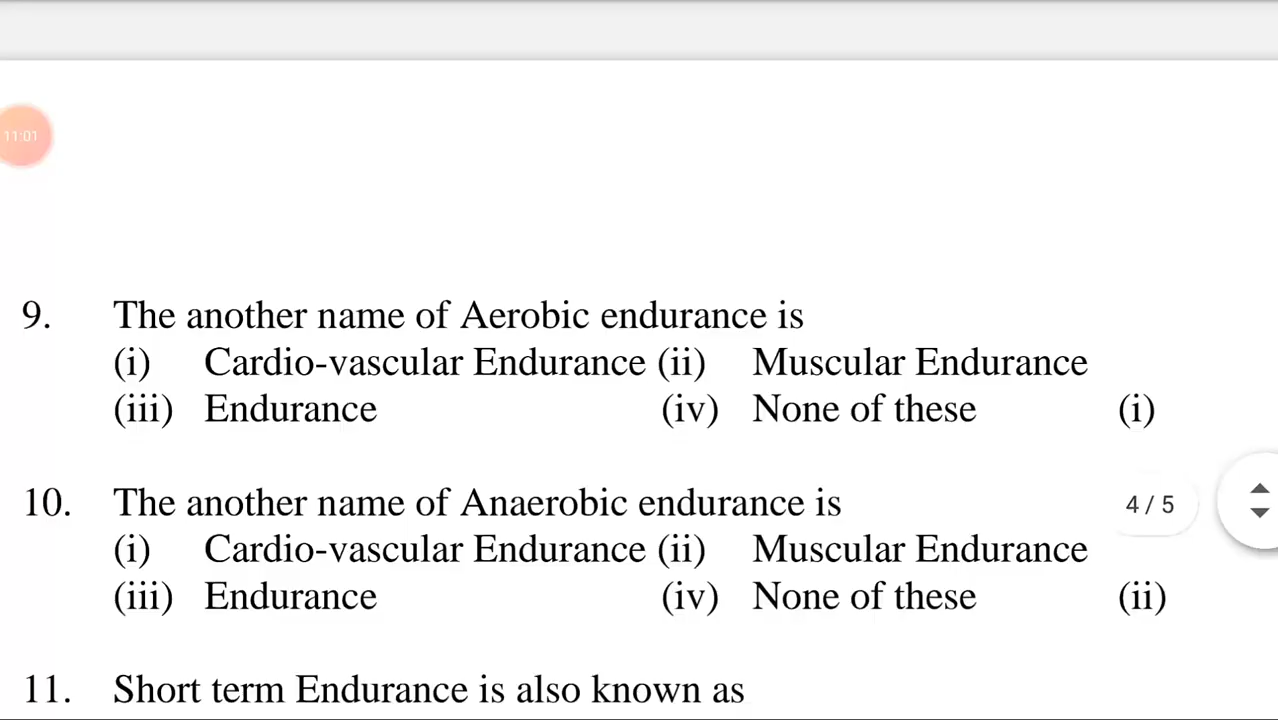 11:01
9. The another name of Aerobic endurance is
(i) Cardio-vascular Endurance (ii) Muscular Endurance
(iii) Endurance (iv) None of these (i)
10. The another name of Anaerobic endurance is
4 / 5
(i) Cardio-vascular Endurance (ii) Muscular Endurance
(iii) Endurance (iv) None of these (ii)
11. Short term Endurance is also known as